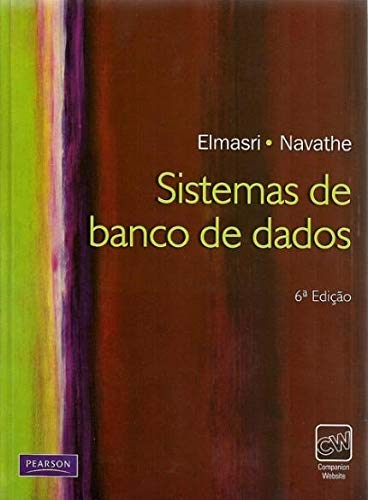 Elmasri • Navathe
Sistemas de
banco de dados
6ª Edição
CW
Companion
Website
PEARSON